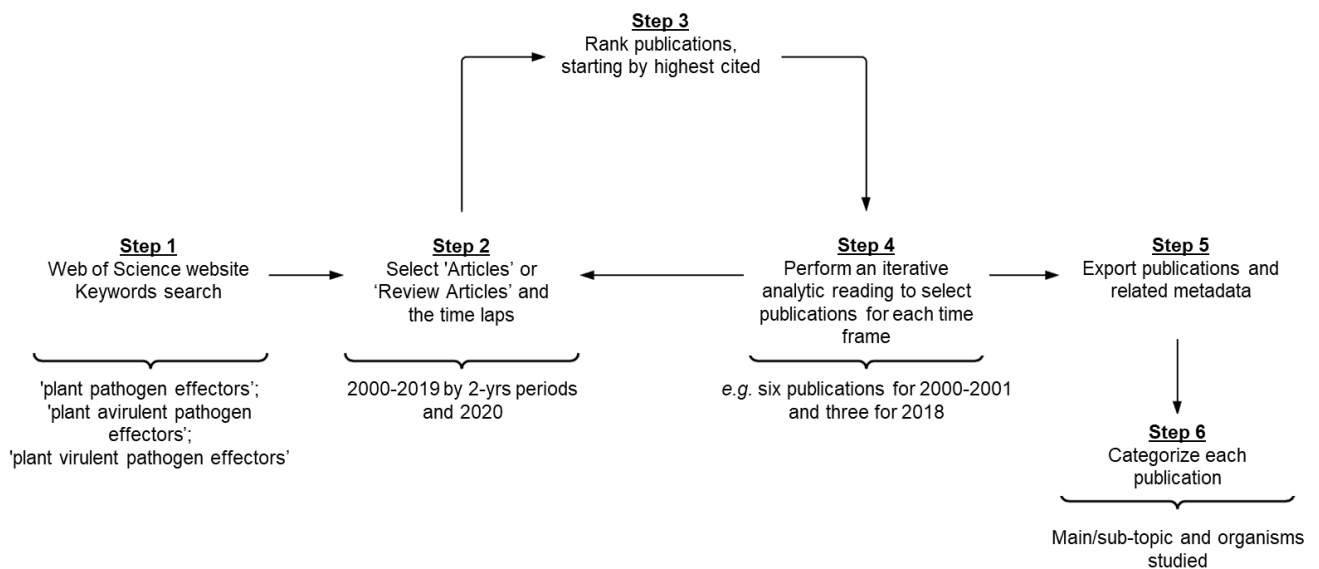 Step 3
Rank publications,
starting by highest cited
Step 1
Web of Science website
Keywords search
'plant pathogen effectors’;
'plant avirulent pathogen
effectors’;
'plant virulent pathogen effectors’
Step 2
Select 'Articles’ or
‘Review Articles’ and
the time laps
2000-2019 by 2-yrs periods
and 2020
Step 4
Perform an iterative
analytic reading to select
publications for each time
frame
e.g. six publications for 2000-2001
and three for 2018
Step 5
Export publications and
related metadata
Step 6
Categorize each
publication
Main/sub-topic and organisms
studied